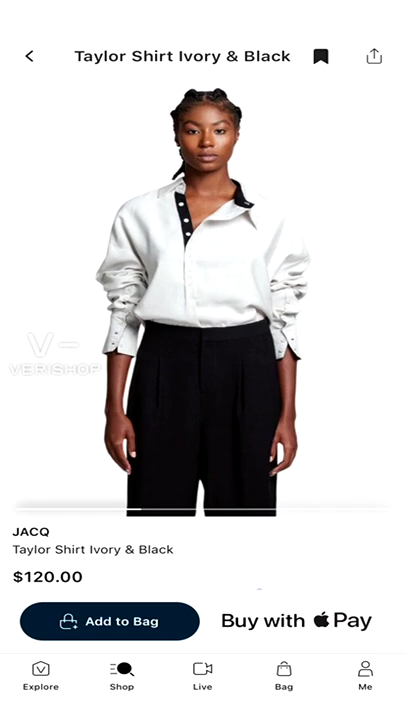 Taylor Shirt Ivory & Black
V-
VERISHOP
JACQ
Taylor Shirt Ivory & Black
$120.00
Add to Bag
Buy with Pay
Explore
Shop
Live
Bag
Me